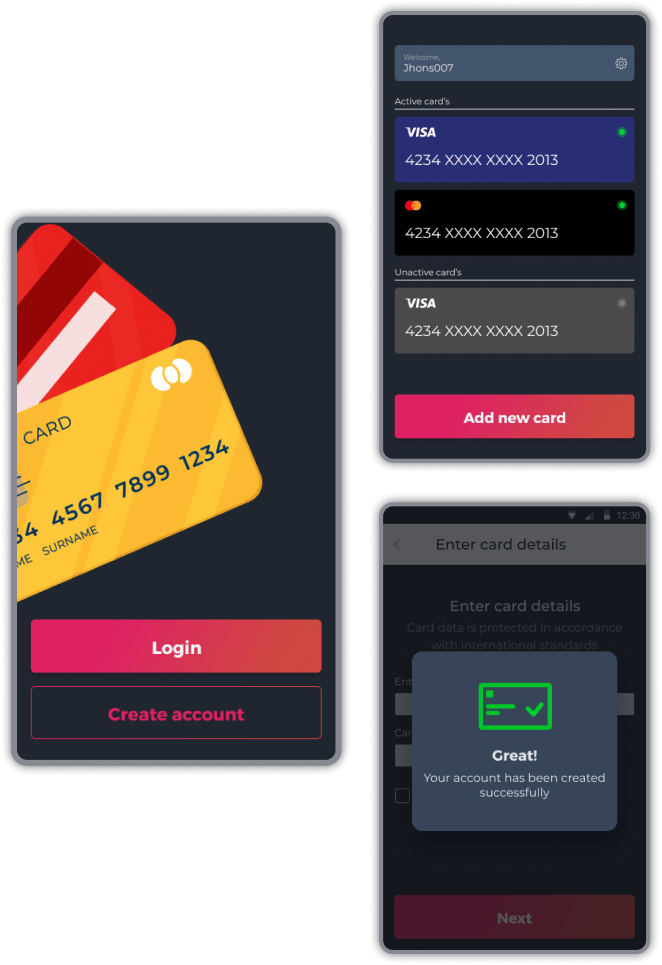 CARD
34 4567 7899 1234
ME SURNAME
Login
Create account
Welcome,
Jhons007
Active card's
VISA
4234 XXXX XXXX 2013
4234 XXXX XXXX 2013
Unactive card's
VISA
4234 XXXX XXXX 2013
Add new card
12:30
Enter card details
Enter card details
Card data is protected in accordance
with international standards
Ent
Car
Great!
Your account has been created
successfully
Next